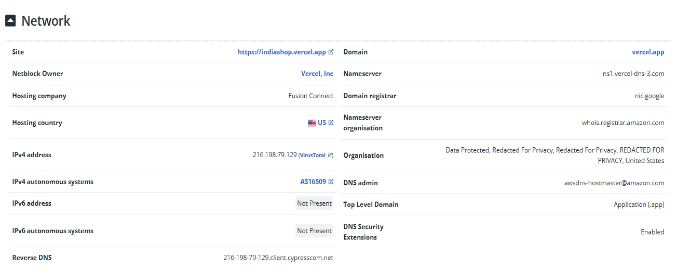 Network
Site https://indiashop.vercel.app Domain vercel.app
Netblock Owner Vercel, Inc Nameserver ns1.vercel-dns-3.com
Hosting company Fusion Connect Domain registrar nic.google
Hosting country US Nameserver organisation whois.registrar.amazon.com
IPv4 address 216.198.79.129 (VirusTotal) Organisation Data Protected, Redacted For Privacy, Redacted For Privacy, REDACTED FOR
PRIVACY, United States
IPv4 autonomous systems AS16509 DNS admin awsdns-hostmaster@amazon.com
IPv6 address Not Present Top Level Domain Application (.app)
IPv6 autonomous systems Not Present DNS Security Extensions Enabled
Reverse DNS 216-198-79-129.client.cypresscom.net